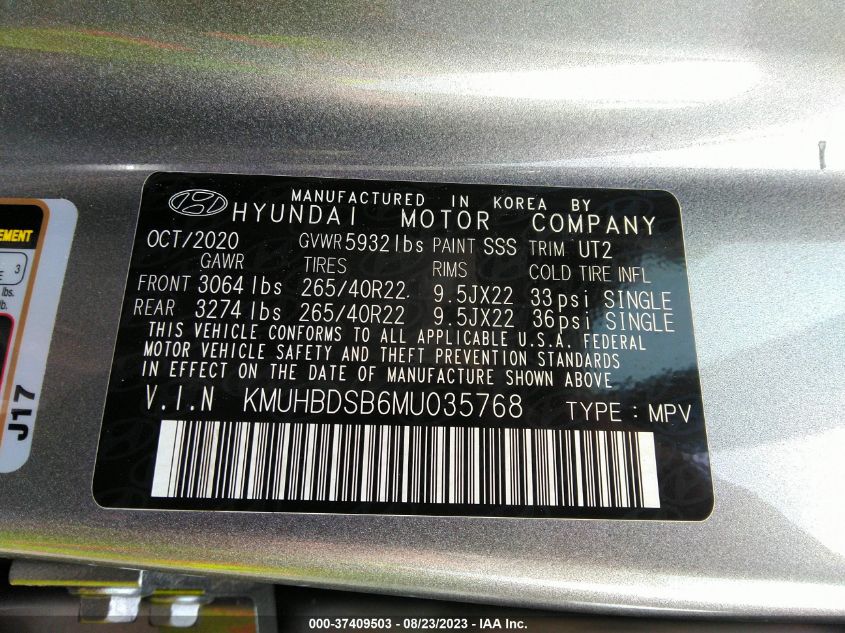 MANUFACTURED IN KOREA BY
HYUNDAI MOTOR COMPANY
OCT/2020 GVWR 5932 lbs PAINT SSS TRIM UT2
GAWR TIRES RIMS COLD TIRE INFL
FRONT 3064 lbs 265/40R22 9.5JX22 33 psi SINGLE
REAR 3274 lbs 265/40R22 9.5JX22 36 psi SINGLE
THIS VEHICLE CONFORMS TO ALL APPLICABLE U.S.A. FEDERAL
MOTOR VEHICLE SAFETY AND THEFT PREVENTION STANDARDS
IN EFFECT ON THE DATE OF MANUFACTURE SHOWN ABOVE
V.I.N KMUHBDSB6MU035768 TYPE : MPV
EMENT
3
lbs.
lb.
J17
000-37409503 - 08/23/2023 - IAA Inc.